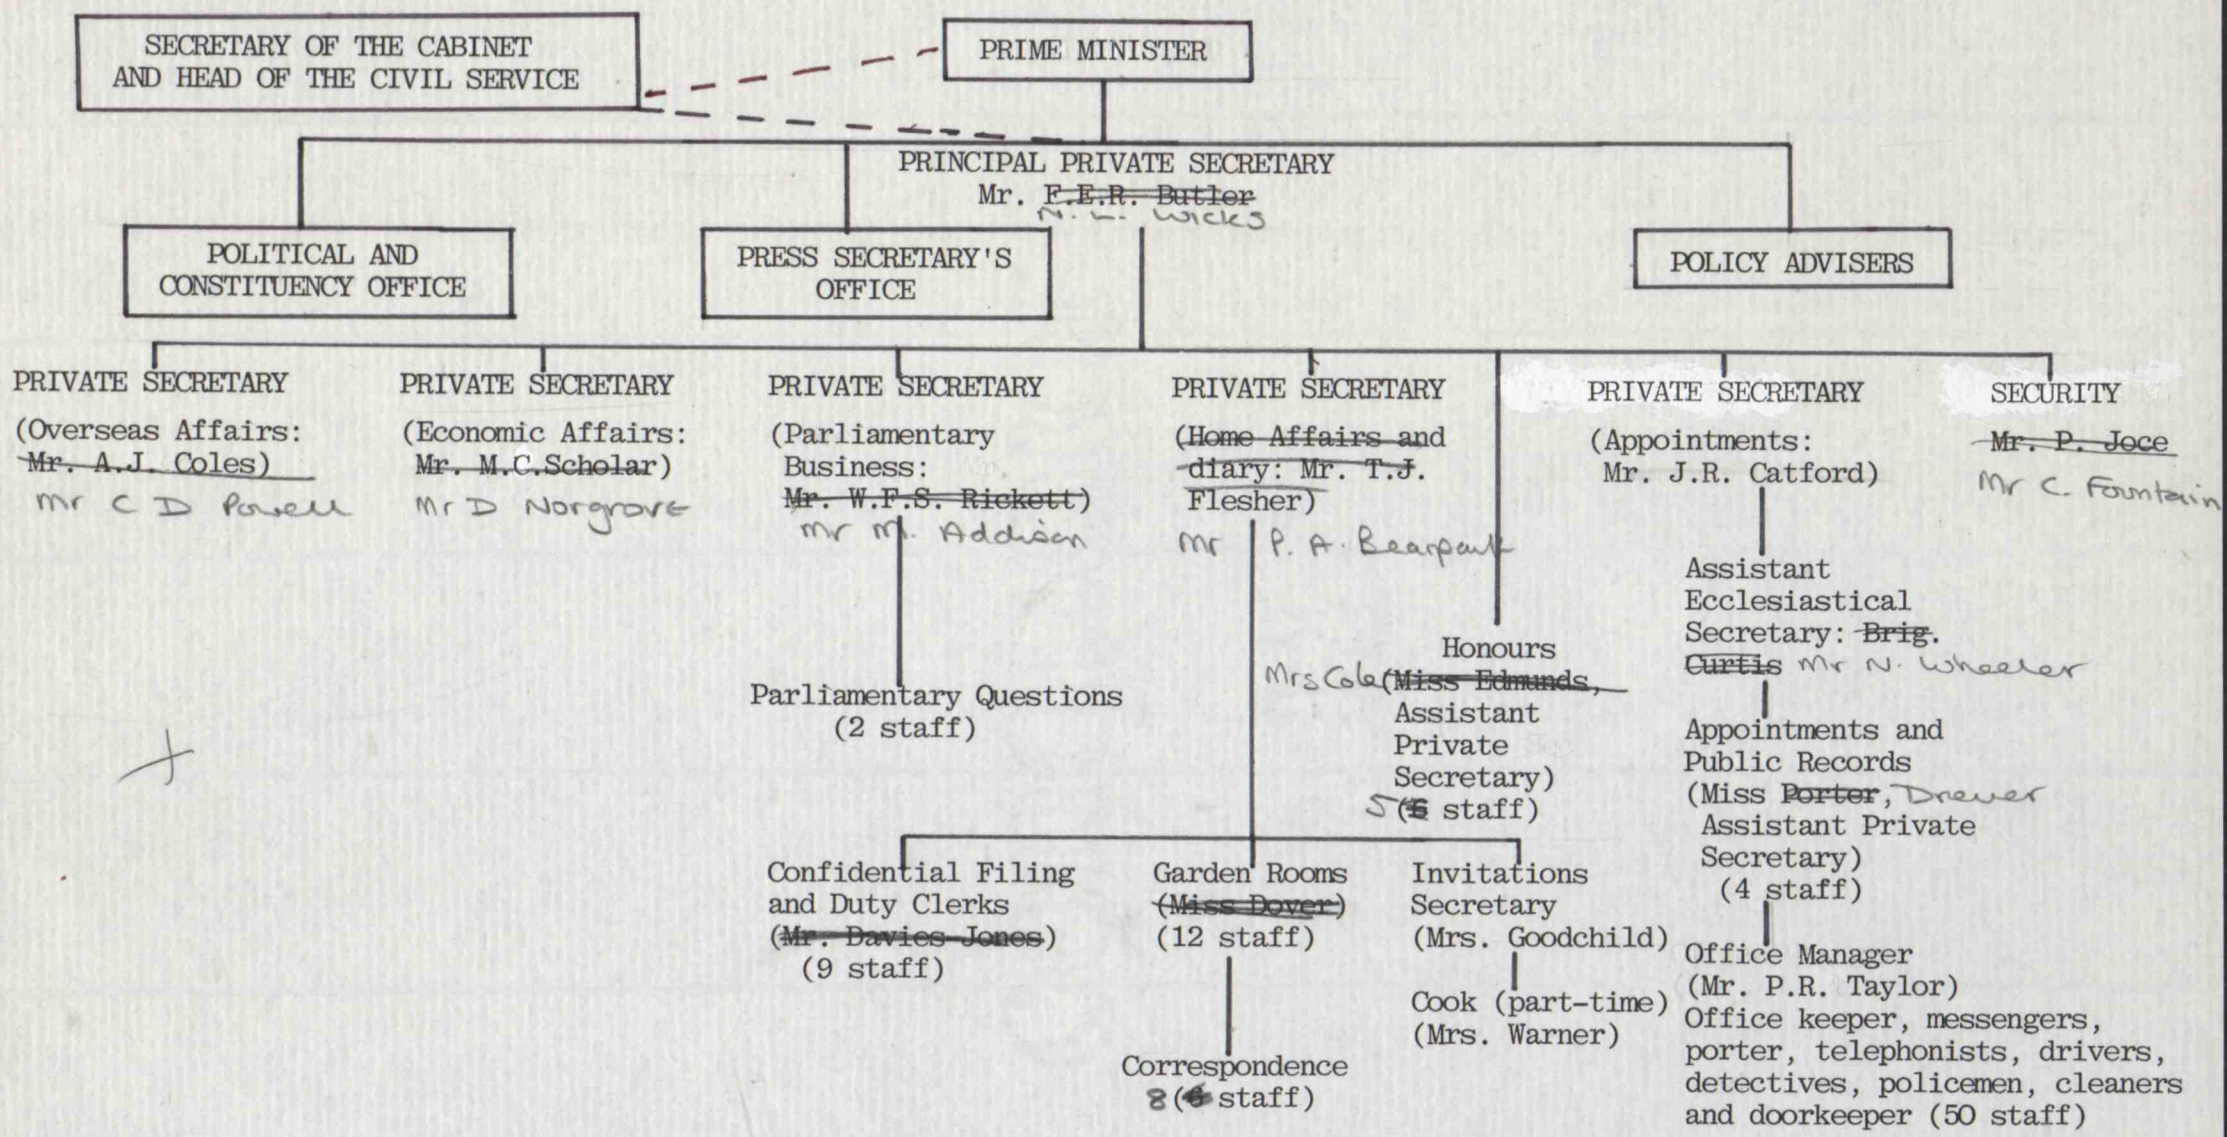 SECRETARY OF THE CABINET
AND HEAD OF THE CIVIL SERVICE
PRIME MINISTER
PRINCIPAL PRIVATE SECRETARY
Mr. F.E.R. Butler
N. L. Wicks
POLITICAL AND
CONSTITUENCY OFFICE
PRESS SECRETARY'S
OFFICE
POLICY ADVISERS
PRIVATE SECRETARY
(Overseas Affairs:
Mr. A.J. Coles)
Mr C D Powell
PRIVATE SECRETARY
(Economic Affairs:
Mr. M.C.Scholar)
Mr D Norgrove
PRIVATE SECRETARY
(Parliamentary
Business:
Mr. W.F.S. Rickett)
Mr M. Addison
Parliamentary Questions
(2 staff)
PRIVATE SECRETARY
(Home Affairs and
diary: Mr. T.J.
Flesher)
Mr P. A. Bearpark
Confidential Filing
and Duty Clerks
(Mr. Davies Jones)
(9 staff)
Garden Rooms
(Miss Dover)
(12 staff)
Correspondence
8 ( staff)
Invitations
Secretary
(Mrs. Goodchild)
Cook (part-time)
(Mrs. Warner)
Honours
Mrs Cole (Miss Edmunds,
Assistant
Private
Secretary)
5 ( staff)
PRIVATE SECRETARY
(Appointments:
Mr. J.R. Catford)
Assistant
Ecclesiastical
Secretary: Brig.
Curtis Mr N. Wheeler
Appointments and
Public Records
(Miss Porter, Drever
Assistant Private
Secretary)
(4 staff)
Office Manager
(Mr. P.R. Taylor)
Office keeper, messengers,
porter, telephonists, drivers,
detectives, policemen, cleaners
and doorkeeper (50 staff)
SECURITY
Mr. P. Joce
Mr C. Fountain